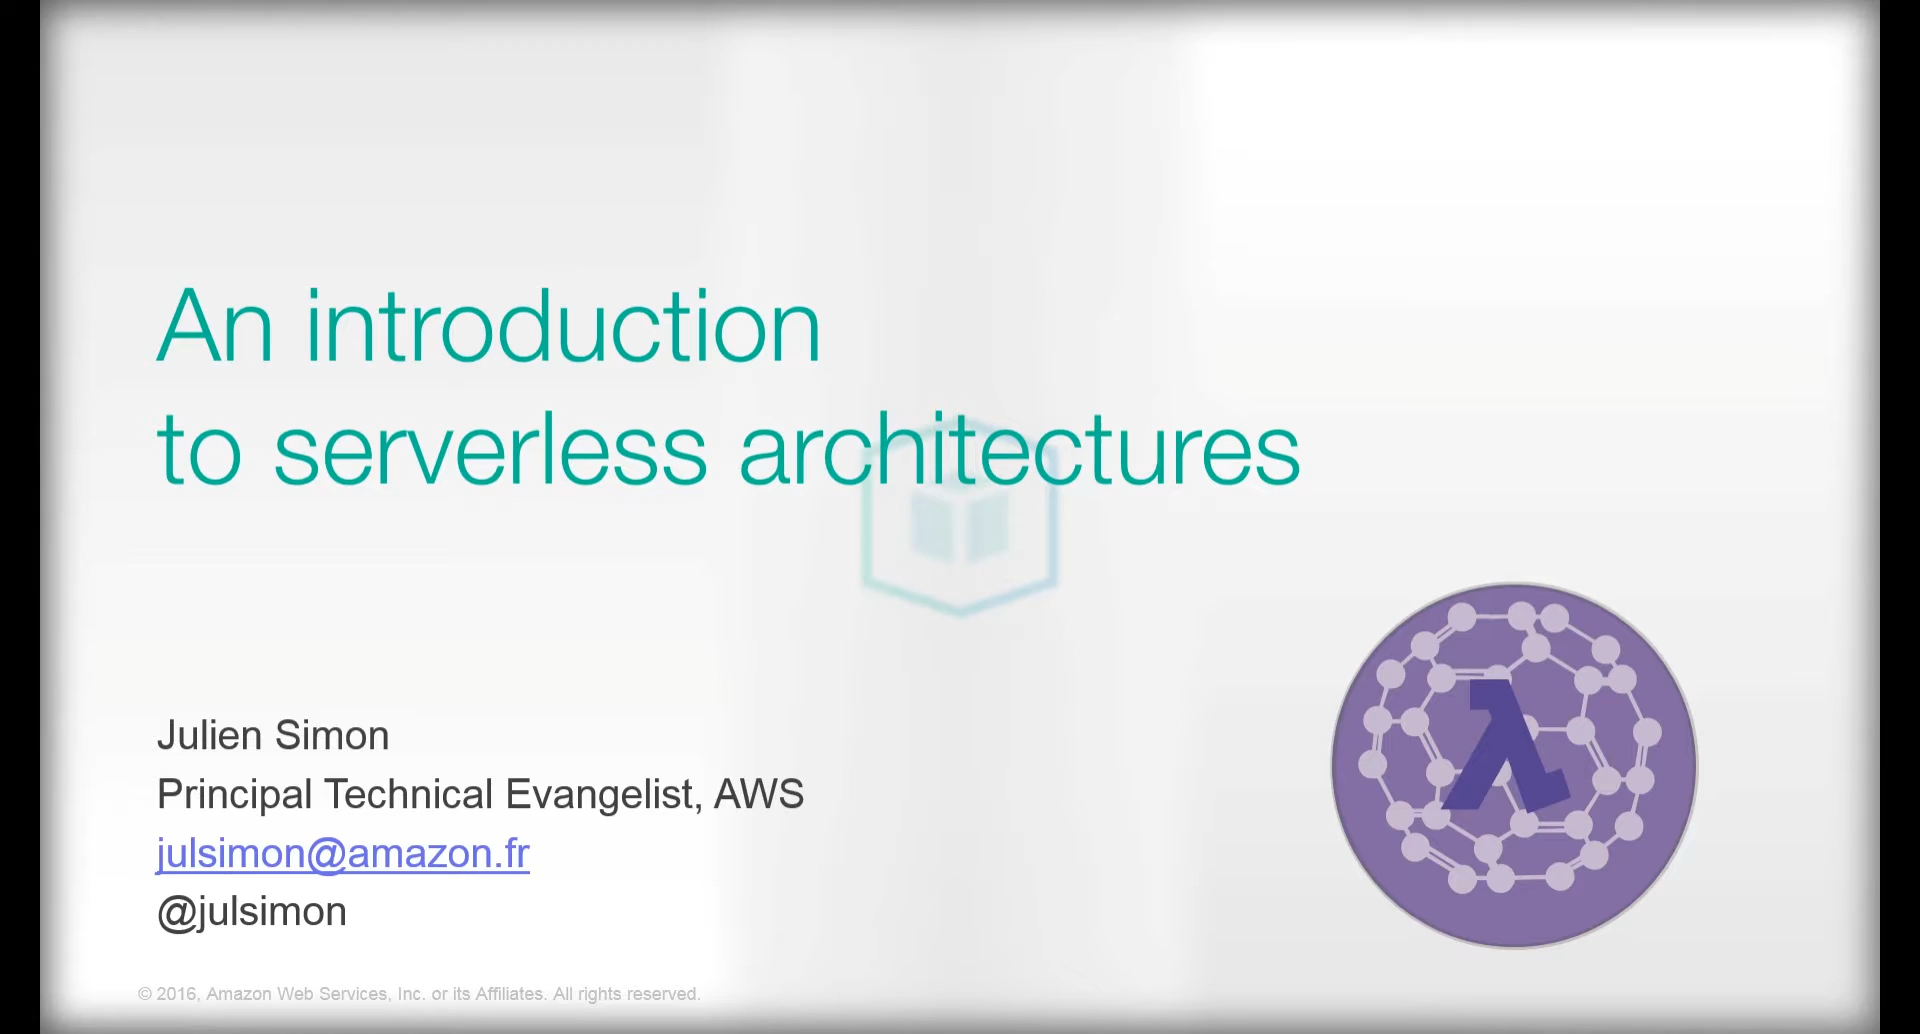 An introduction
to serverless architectures
Julien Simon
Principal Technical Evangelist, AWS
julsimon@amazon.fr
@julsimon
© 2016, Amazon Web Services, Inc. or its Affiliates. All rights reserved.